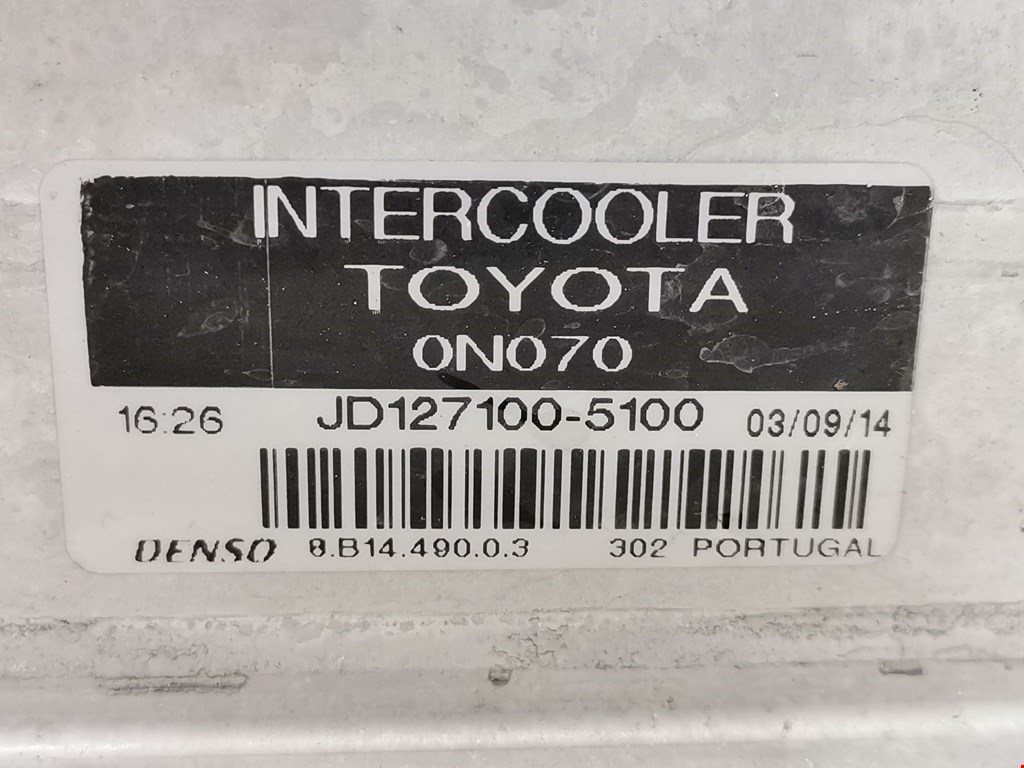 INTERCOOLER
TOYOTA
0N070
16:26 JD127100-5100 03/09/14
DENSO 8.B14.490.0.3 302 PORTUGAL